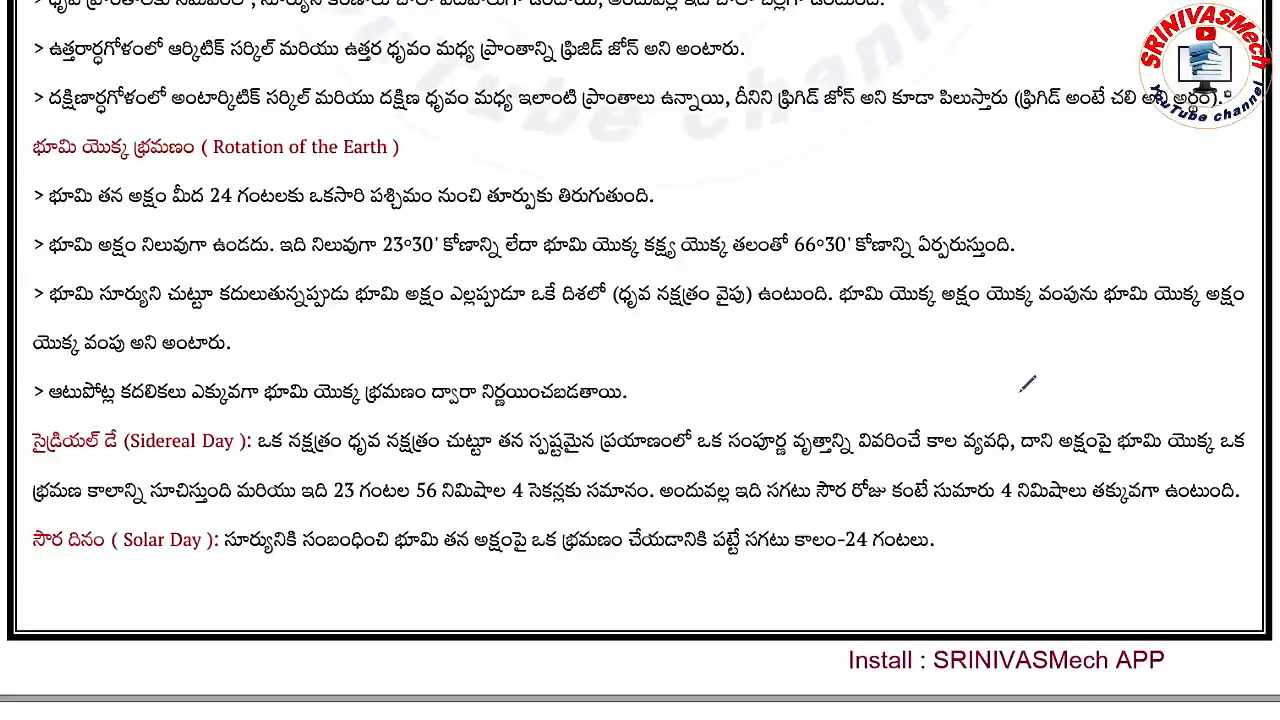 > ఉత్తరార్ధగోళంలో ఆర్కిటిక్ సర్కిల్ మరియు ఉత్తర ధృవం మధ్య ప్రాంతాన్ని ఫ్రిజిడ్ జోన్ అని అంటారు.
> దక్షిణార్ధగోళంలో అంటార్కిటిక్ సర్కిల్ మరియు దక్షిణ ధృవం మధ్య ఇలాంటి ప్రాంతాలు ఉన్నాయి, దీనిని ఫ్రిగిడ్ జోన్ అని కూడా పిలుస్తారు (ఫ్రిగిడ్ అంటే చలి అని అర్థం).
భూమి యొక్క భ్రమణం ( Rotation of the Earth )
> భూమి తన అక్షం మీద 24 గంటలకు ఒకసారి పశ్చిమం నుంచి తూర్పుకు తిరుగుతుంది.
> భూమి అక్షం నిలువుగా ఉండదు. ఇది నిలువుగా 23°30' కోణాన్ని లేదా భూమి యొక్క కక్ష్య యొక్క తలంతో 66°30' కోణాన్ని ఏర్పరుస్తుంది.
> భూమి సూర్యుని చుట్టూ కదులుతున్నప్పుడు భూమి అక్షం ఎల్లప్పుడూ ఒకే దిశలో (ధృవ నక్షత్రం వైపు) ఉంటుంది. భూమి యొక్క అక్షం యొక్క వంపును భూమి యొక్క అక్షం
యొక్క వంపు అని అంటారు.
> ఆటుపోట్ల కదలికలు ఎక్కువగా భూమి యొక్క భ్రమణం ద్వారా నిర్ణయించబడతాయి.
సైడ్రియల్ డే (Sidereal Day ): ఒక నక్షత్రం ధృవ నక్షత్రం చుట్టూ తన స్పష్టమైన ప్రయాణంలో ఒక సంపూర్ణ వృత్తాన్ని వివరించే కాల వ్యవధి, దాని అక్షంపై భూమి యొక్క ఒక
భ్రమణ కాలాన్ని సూచిస్తుంది మరియు ఇది 23 గంటల 56 నిమిషాల 4 సెకన్లకు సమానం. అందువల్ల ఇది సగటు సౌర రోజు కంటే సుమారు 4 నిమిషాలు తక్కువగా ఉంటుంది.
సౌర దినం ( Solar Day ): సూర్యునికి సంబంధించి భూమి తన అక్షంపై ఒక భ్రమణం చేయడానికి పట్టే సగటు కాలం-24 గంటలు.
Install : SRINIVASMech APP
SRINIVASMech
YouTube channel